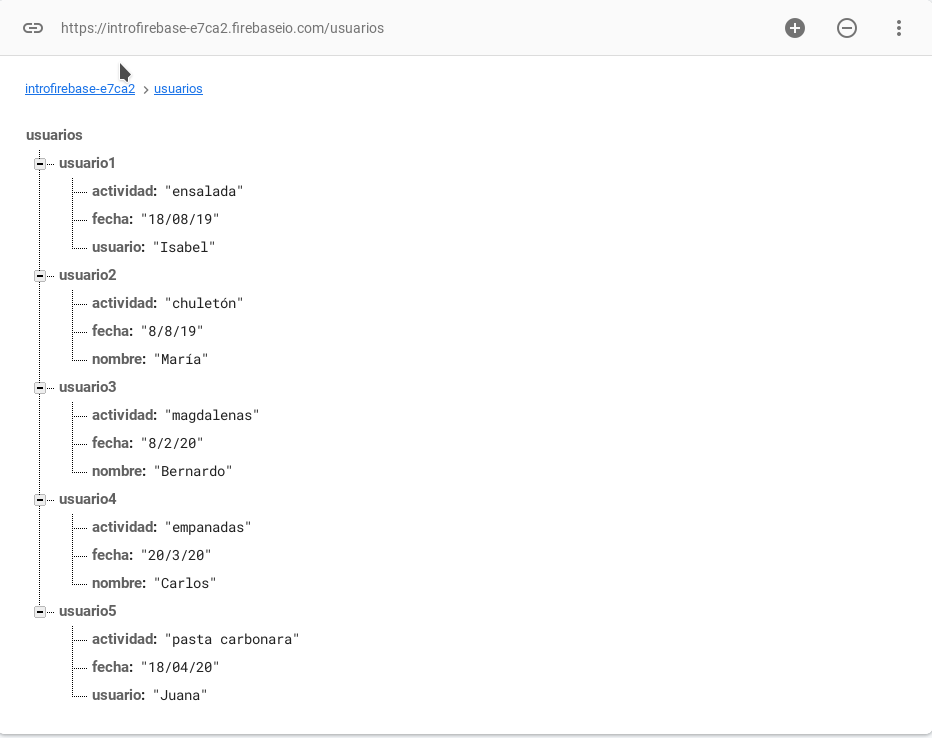 https://introfirebase-e7ca2.firebaseio.com/usuarios
introfirebase-e7ca2 > usuarios
usuarios
usuario1
actividad: "ensalada"
fecha: "18/08/19"
usuario: "Isabel"
usuario2
actividad: "chuletón"
fecha: "8/8/19"
nombre: "María"
usuario3
actividad: "magdalenas"
fecha: "8/2/20"
nombre: "Bernardo"
usuario4
actividad: "empanadas"
fecha: "20/3/20"
nombre: "Carlos"
usuario5
actividad: "pasta carbonara"
fecha: "18/04/20"
usuario: "Juana"